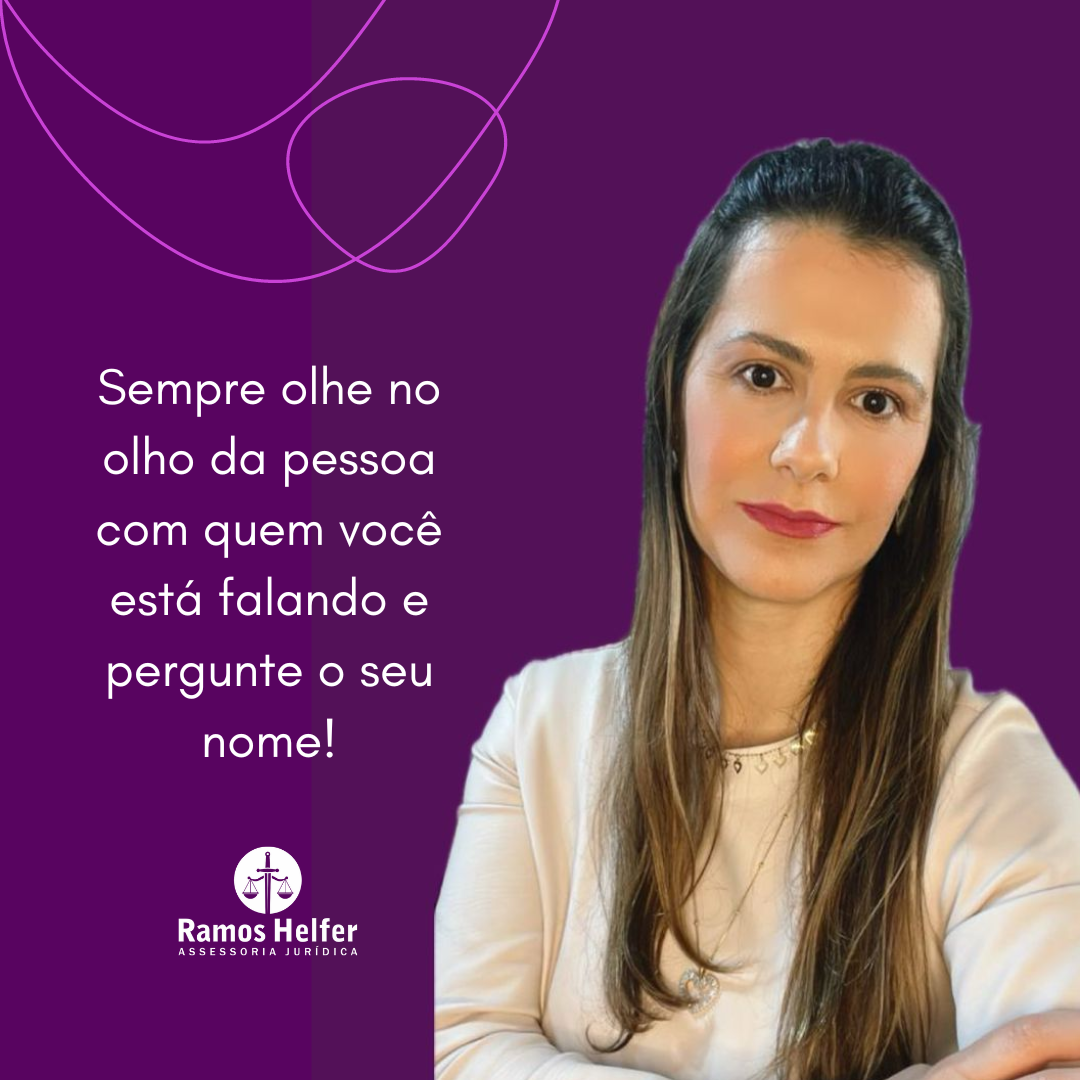 Sempre olhe no
olho da pessoa
com quem você
está falando e
pergunte o seu
nome!
Ramos Helfer
ASSESSORIA JURÍDICA